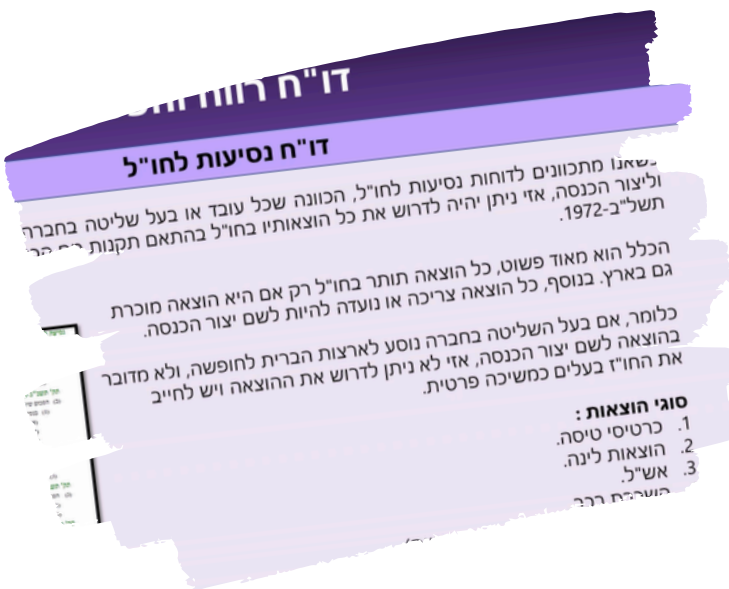 דו"ח רווח
דו"ח נסיעות לחו"ל
מתכוונים לדוחות נסיעות לחו"ל, הכוונה שכל עובד או בעל שליטה בחברה
וליצור הכנסה, אזי ניתן יהיה לדרוש את כל הוצאותיו בחו"ל בהתאם תקנות
תשל"ב-1972.
הכלל הוא מאוד פשוט, כל הוצאה תותר בחו"ל רק אם היא הוצאה מוכרת
גם בארץ. בנוסף, כל הוצאה צריכה או נועדה להיות לשם יצור הכנסה.
כלומר, אם בעל השליטה בחברה נוסע לארצות הברית לחופשה, ולא מדובר
בהוצאה לשם יצור הכנסה, אזי לא ניתן לדרוש את ההוצאה ויש לחייב
את החו"ז בעלים כמשיכה פרטית.
סוגי הוצאות :
1. כרטיסי טיסה.
2. הוצאות לינה.
3. אש"ל.
השכרת רכב